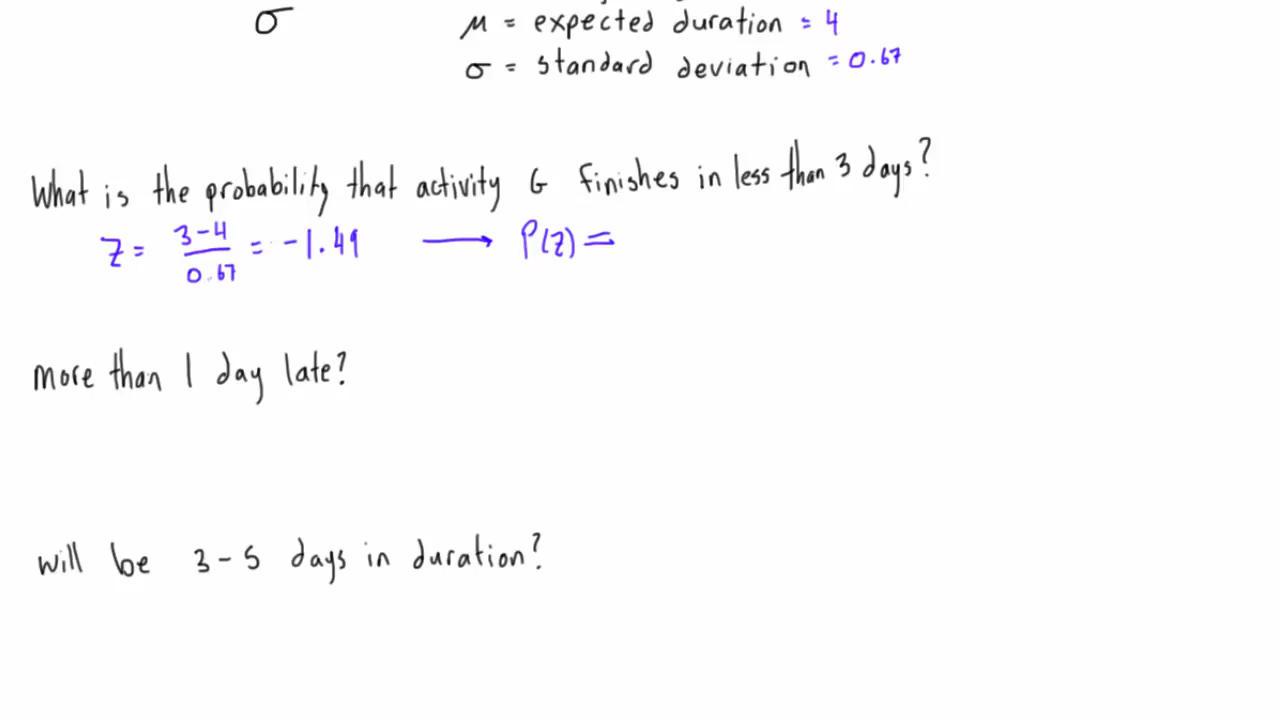 σ
μ = expected duration = 4
σ = standard deviation = 0.67
What is the probability that activity G finishes in less than 3 days?
Z = 3-4 / 0.67 = -1.49 → P(Z) =
more than 1 day late?
will be 3-5 days in duration?